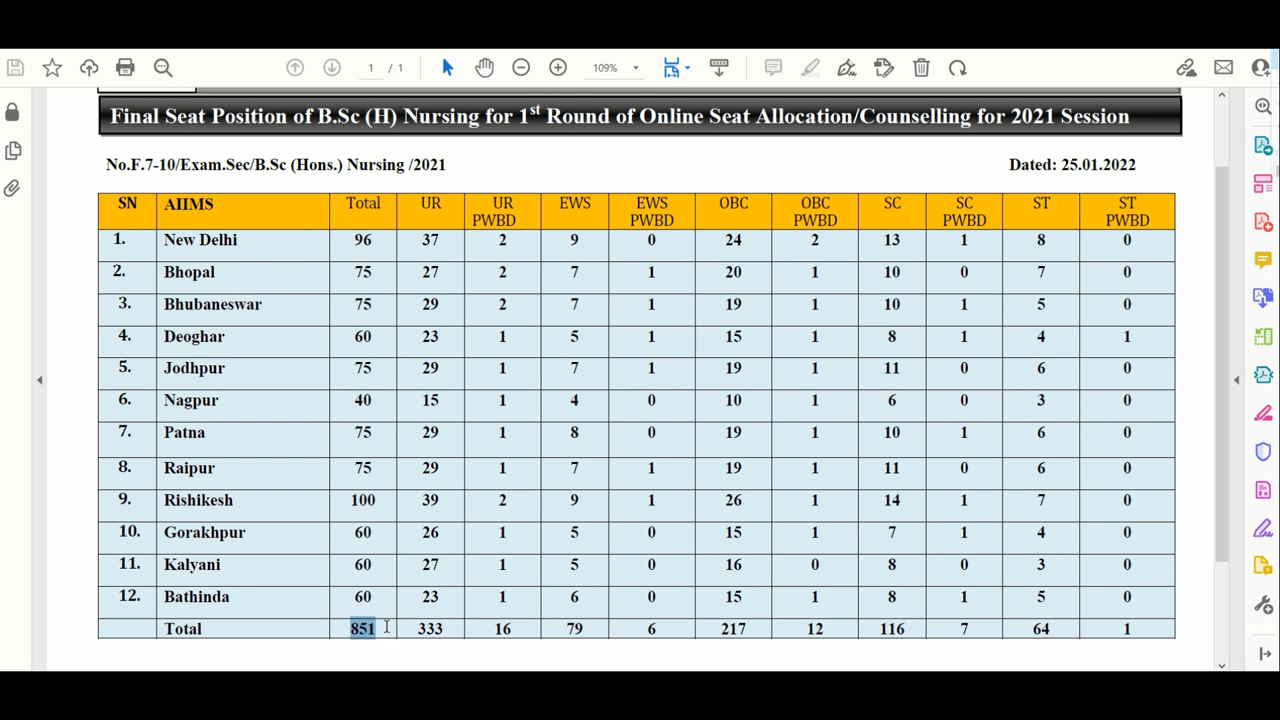 1 / 1
109%
Final Seat Position of B.Sc (H) Nursing for 1st Round of Online Seat Allocation/Counselling for 2021 Session
No.F.7-10/Exam.Sec/B.Sc (Hons.) Nursing /2021 Dated: 25.01.2022
SN AIIMS Total UR UR PWBD EWS EWS PWBD OBC OBC PWBD SC SC PWBD ST ST PWBD
1. New Delhi 96 37 2 9 0 24 2 13 1 8 0
2. Bhopal 75 27 2 7 1 20 1 10 0 7 0
3. Bhubaneswar 75 29 2 7 1 19 1 10 1 5 0
4. Deoghar 60 23 1 5 1 15 1 8 1 4 1
5. Jodhpur 75 29 1 7 1 19 1 11 0 6 0
6. Nagpur 40 15 1 4 0 10 1 6 0 3 0
7. Patna 75 29 1 8 0 19 1 10 1 6 0
8. Raipur 75 29 1 7 1 19 1 11 0 6 0
9. Rishikesh 100 39 2 9 1 26 1 14 1 7 0
10. Gorakhpur 60 26 1 5 0 15 1 7 1 4 0
11. Kalyani 60 27 1 5 0 16 0 8 0 3 0
12. Bathinda 60 23 1 6 0 15 1 8 1 5 0
Total 851 333 16 79 6 217 12 116 7 64 1